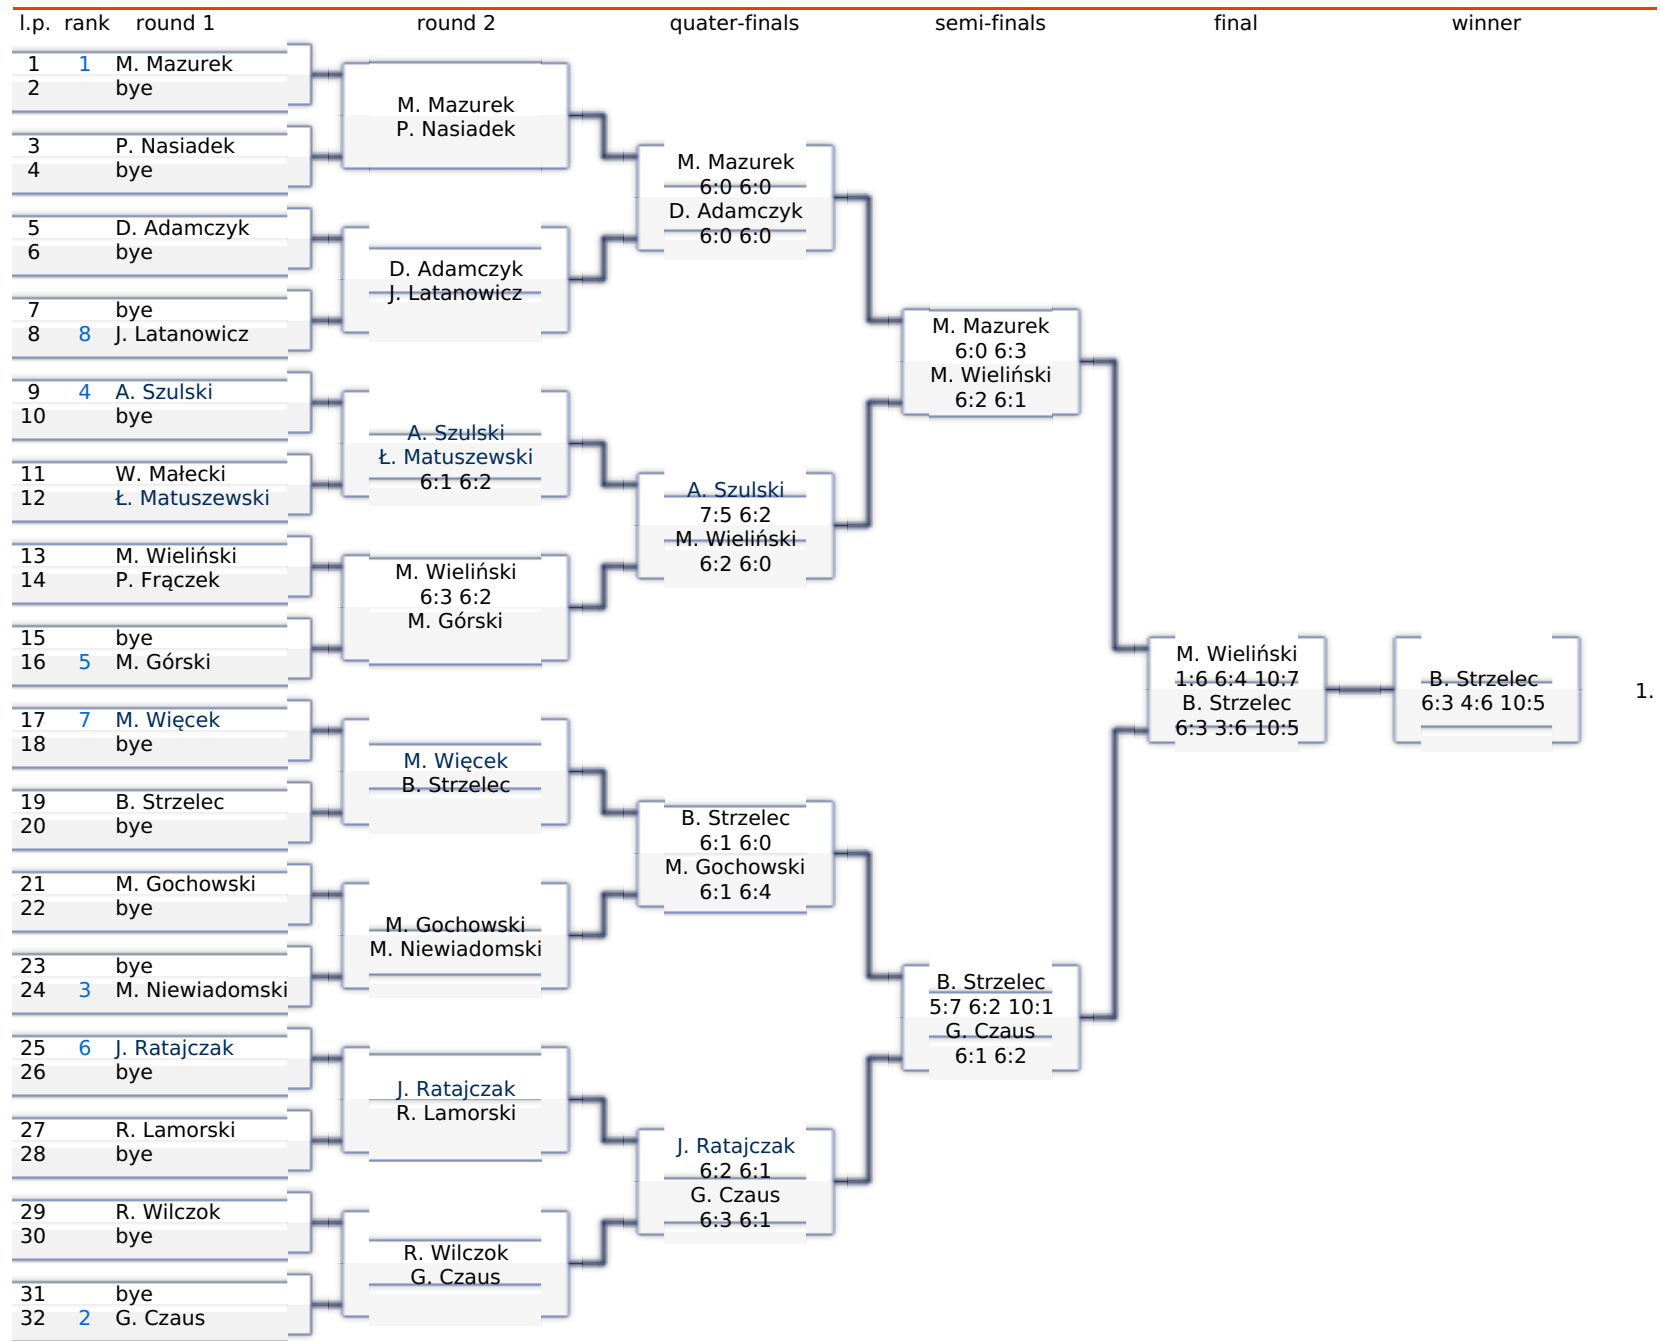 l.p. rank round 1 round 2 quater-finals semi-finals final winner
1 1 M. Mazurek
2 bye
3 P. Nasiadek
4 bye
5 D. Adamczyk
6 bye
7 bye
8 8 J. Latanowicz
9 4 A. Szulski
10 bye
11 W. Małecki
12 Ł. Matuszewski
13 M. Wieliński
14 P. Frączek
15 bye
16 5 M. Górski
17 7 M. Więcek
18 bye
19 B. Strzelec
20 bye
21 M. Gochowski
22 bye
23 bye
24 3 M. Niewiadomski
25 6 J. Ratajczak
26 bye
27 R. Lamorski
28 bye
29 R. Wilczok
30 bye
31 bye
32 2 G. Czaus
M. Mazurek
P. Nasiadek
D. Adamczyk
J. Latanowicz
A. Szulski
Ł. Matuszewski
6:1 6:2
M. Wieliński
6:3 6:2
M. Górski
M. Więcek
B. Strzelec
M. Gochowski
M. Niewiadomski
J. Ratajczak
R. Lamorski
R. Wilczok
G. Czaus
M. Mazurek
6:0 6:0
D. Adamczyk
6:0 6:0
A. Szulski
7:5 6:2
M. Wieliński
6:2 6:0
B. Strzelec
6:1 6:0
M. Gochowski
6:1 6:4
J. Ratajczak
6:2 6:1
G. Czaus
6:3 6:1
M. Mazurek
6:0 6:3
M. Wieliński
6:2 6:1
B. Strzelec
5:7 6:2 10:1
G. Czaus
6:1 6:2
M. Wieliński
1:6 6:4 10:7
B. Strzelec
6:3 3:6 10:5
B. Strzelec
6:3 4:6 10:5
1.